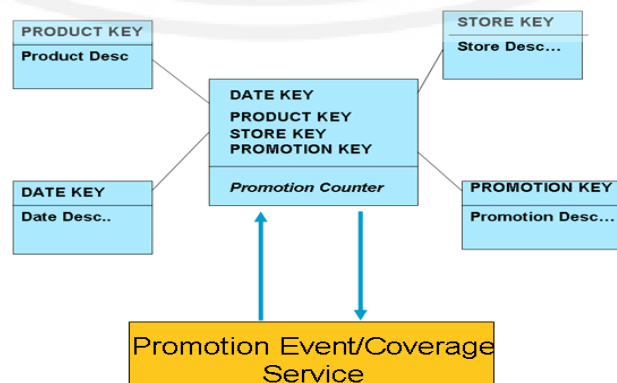 PRODUCT KEY
Product Desc
STORE KEY
Store Desc...
DATE KEY
PRODUCT KEY
STORE KEY
PROMOTION KEY
Promotion Counter
DATE KEY
Date Desc..
PROMOTION KEY
Promotion Desc...
Promotion Event/Coverage
Service